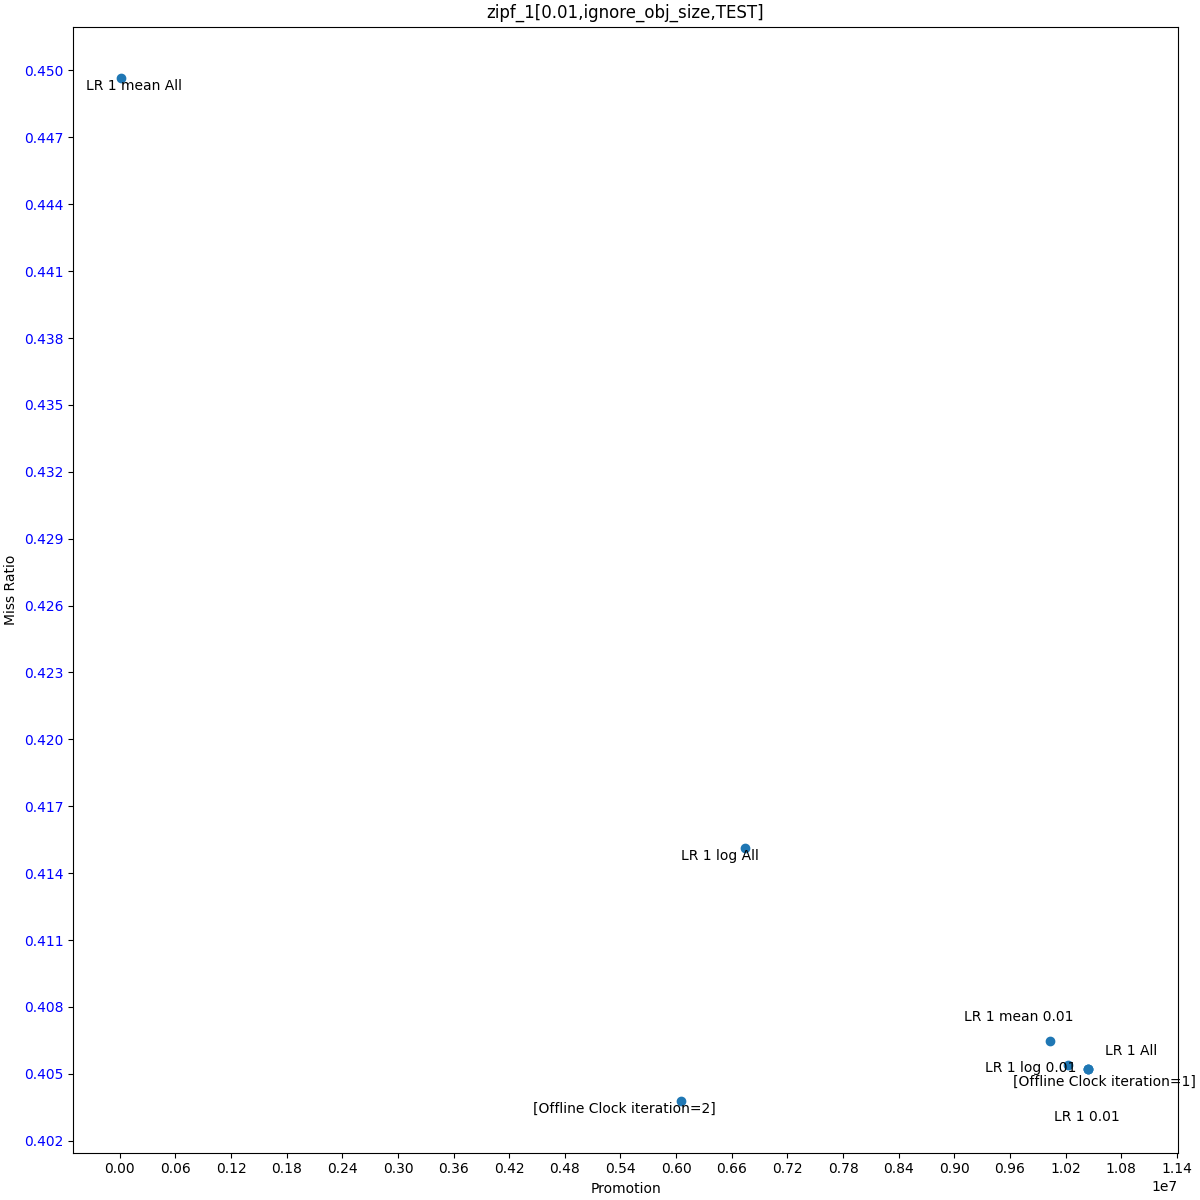 zipf_1[0.01,ignore_obj_size,TEST]
0.450
LR 1 mean All
0.447
0.444
0.441
0.438
0.435
0.432
0.429
Miss Ratio
0.426
0.423
0.420
0.417
LR 1 log All
0.414
0.411
0.408
LR 1 mean 0.01
LR 1 All
0.405
LR 1 log 0.01
[Offline Clock iteration=1]
[Offline Clock iteration=2]
LR 1 0.01
0.402
0.00 0.06 0.12 0.18 0.24 0.30 0.36 0.42 0.48 0.54 0.60 0.66 0.72 0.78 0.84 0.90 0.96 1.02 1.08 1.14
1e7
Promotion